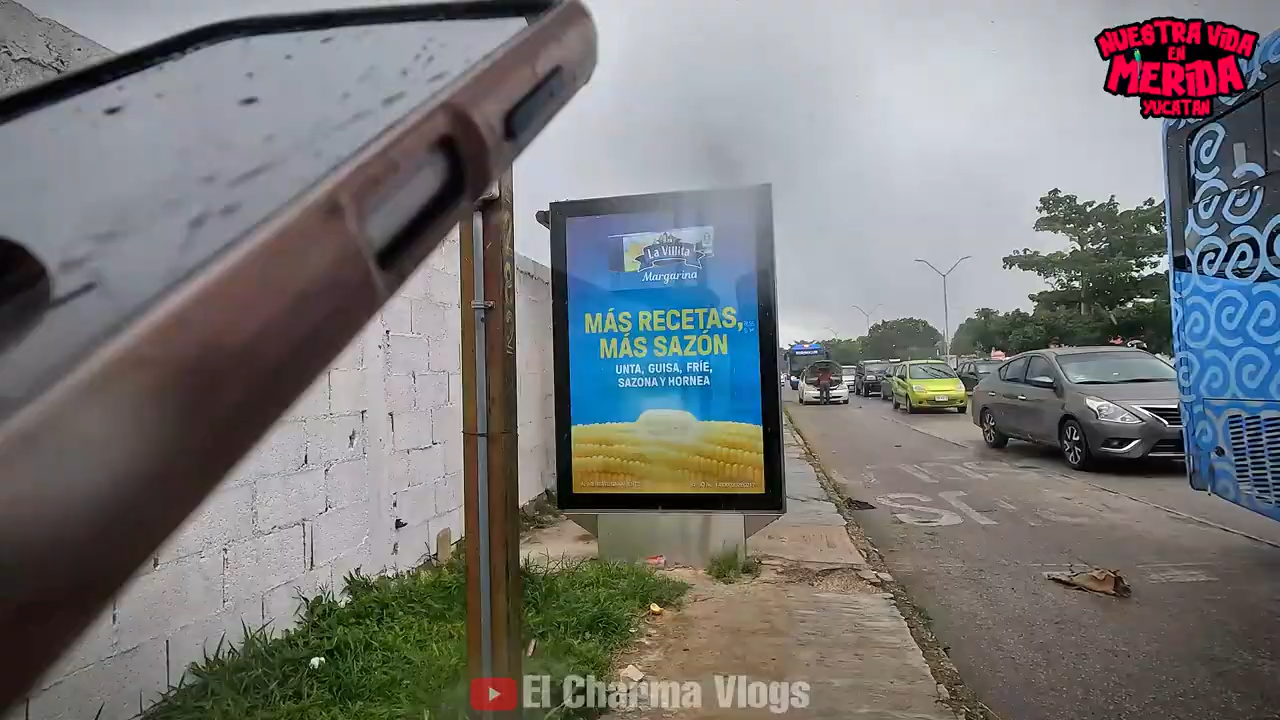 NUESTRA VIDA
EN
MERIDA
YUCATAN
La Villita
Margarina
MÁS RECETAS,
MÁS SAZÓN
UNTA, GUISA, FRÍE,
SAZONA Y HORNEA
El Charma Vlogs